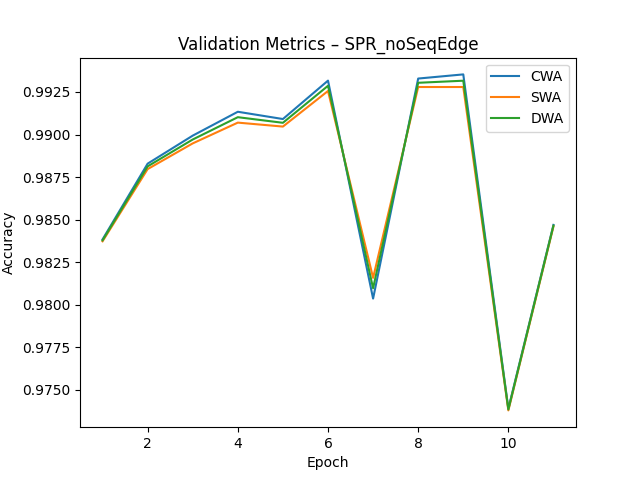 Validation Metrics – SPR_noSeqEdge
CWA
SWA
DWA
0.9925
0.9900
0.9875
0.9850
0.9825
0.9800
0.9775
0.9750
Accuracy
2
4
6
8
10
Epoch